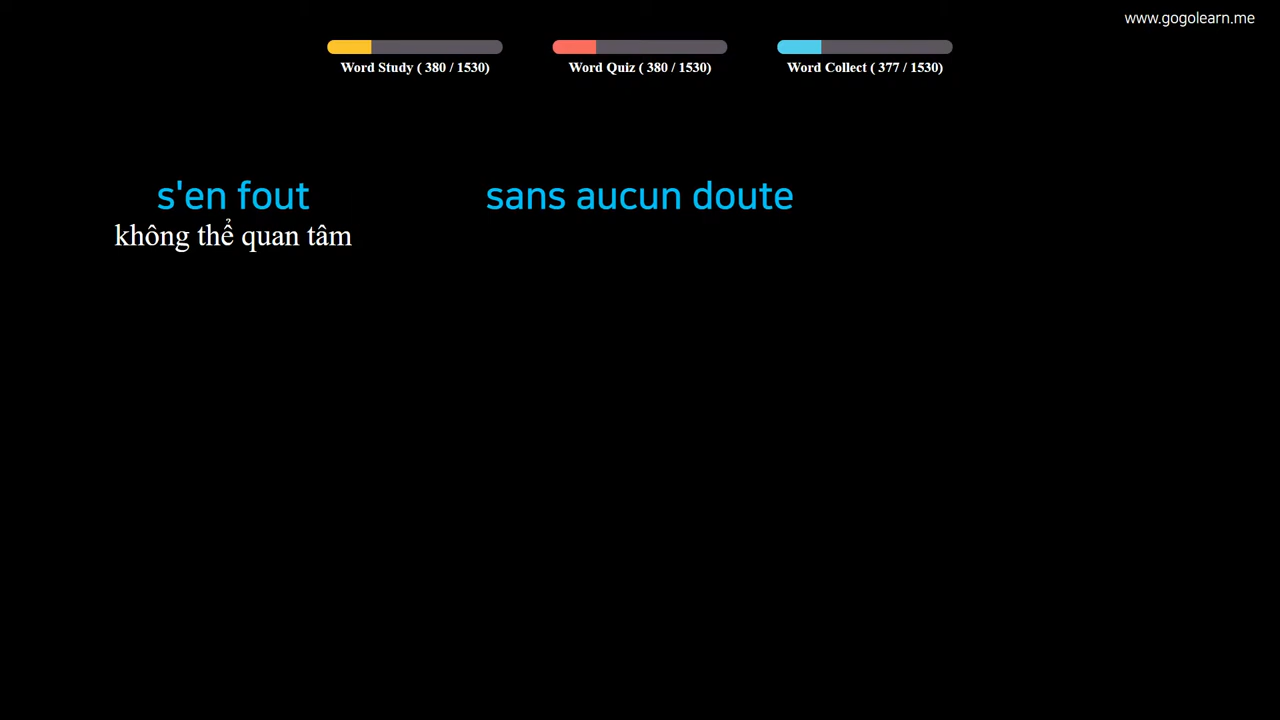 www.gogolearn.me
Word Study ( 380 / 1530)
Word Quiz ( 380 / 1530)
Word Collect ( 377 / 1530)
s'en fout
không thể quan tâm
sans aucun doute